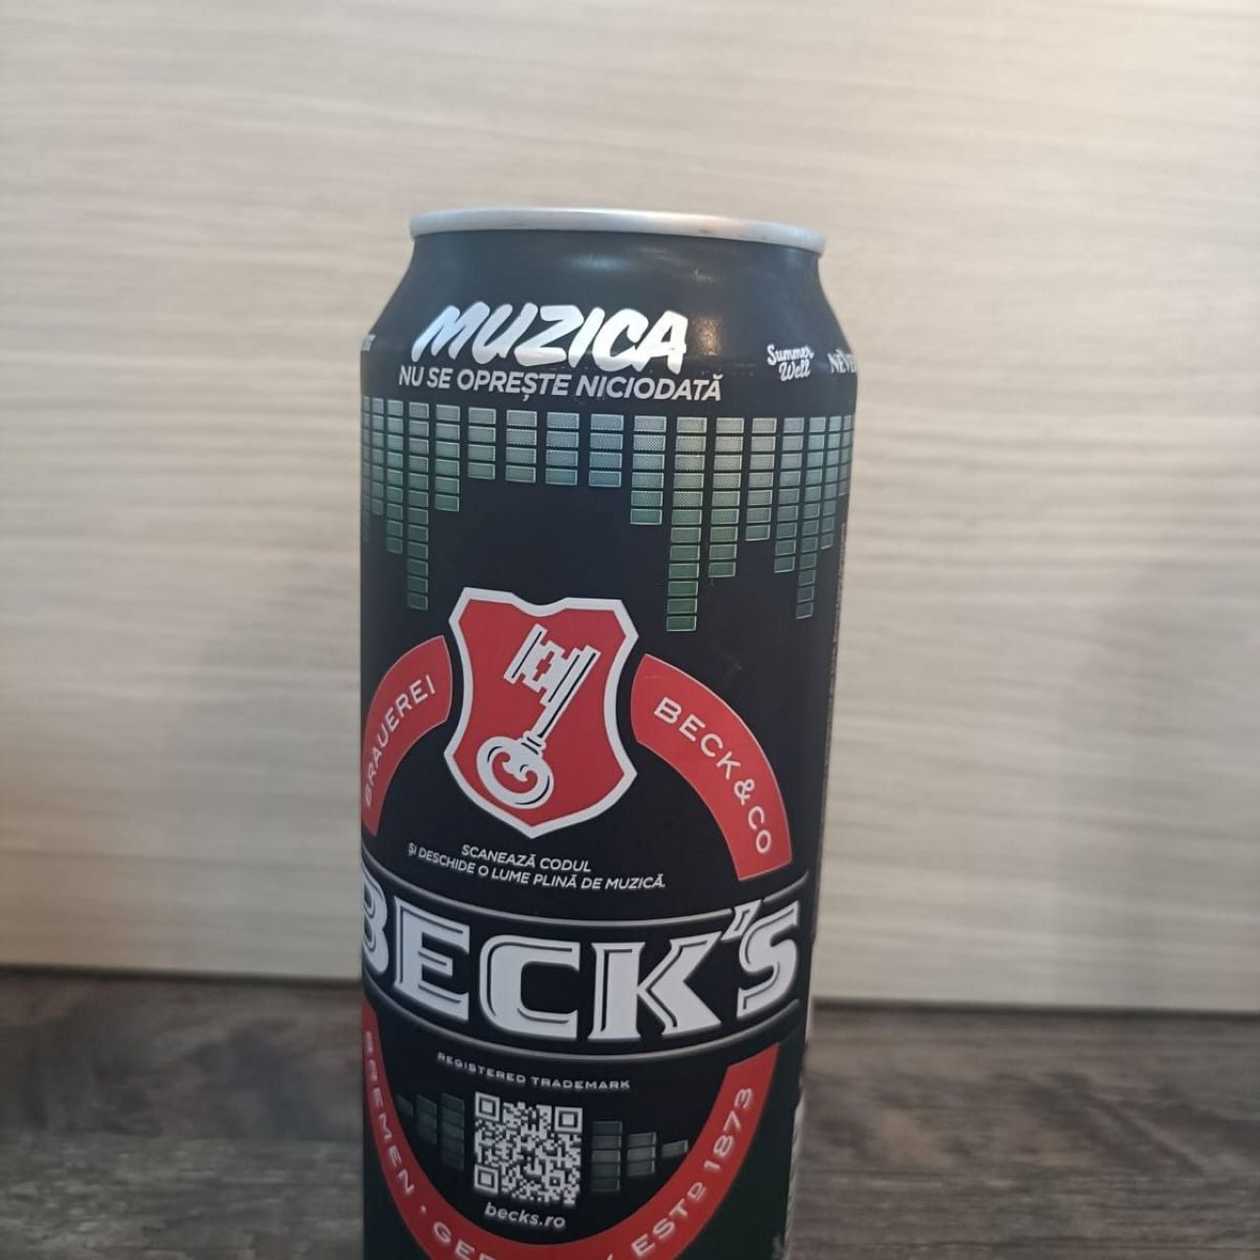 MUZICA
NU SE OPREȘTE NICIODATĂ
Summer
Well
BRAUEREI
BECK&CO
SCANEAZĂ CODUL
ȘI DESCHIDE O LUME PLINĂ DE MUZICĂ
BECK'S
REGISTERED TRADEMARK
BREMEN
ESTD 1873
becks.ro